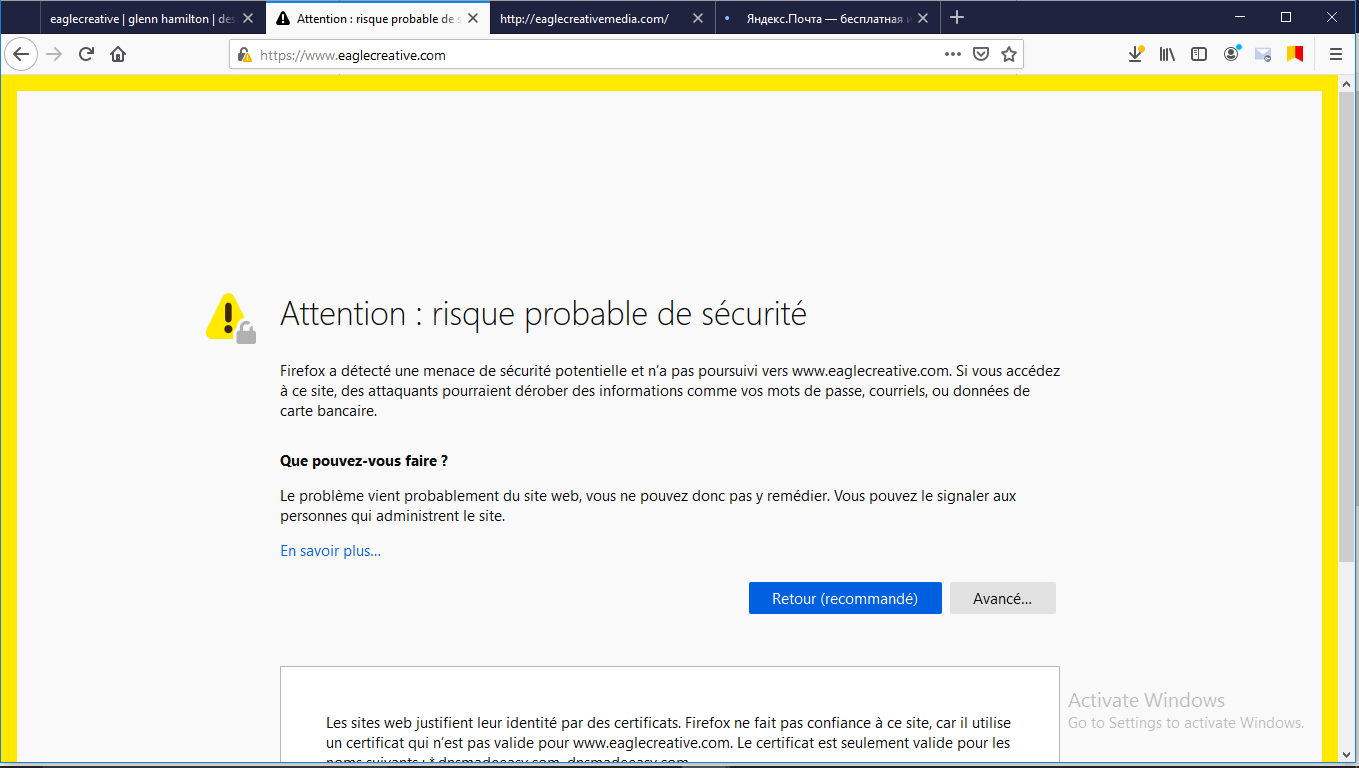 eaglecreative | glenn hamilton | des
Attention : risque probable de s
http://eaglecreativemedia.com/
Яндекс.Почта — бесплатная и
https://www.eaglecreative.com
Attention : risque probable de sécurité
Firefox a détecté une menace de sécurité potentielle et n’a pas poursuivi vers www.eaglecreative.com. Si vous accédez
à ce site, des attaquants pourraient dérober des informations comme vos mots de passe, courriels, ou données de
carte bancaire.
Que pouvez-vous faire ?
Le problème vient probablement du site web, vous ne pouvez donc pas y remédier. Vous pouvez le signaler aux
personnes qui administrent le site.
En savoir plus…
Retour (recommandé)
Avancé…
Les sites web justifient leur identité par des certificats. Firefox ne fait pas confiance à ce site, car il utilise
un certificat qui n’est pas valide pour www.eaglecreative.com. Le certificat est seulement valide pour les
noms suivants : *.dnsmadeeasy.com, dnsmadeeasy.com
Activate Windows
Go to Settings to activate Windows.